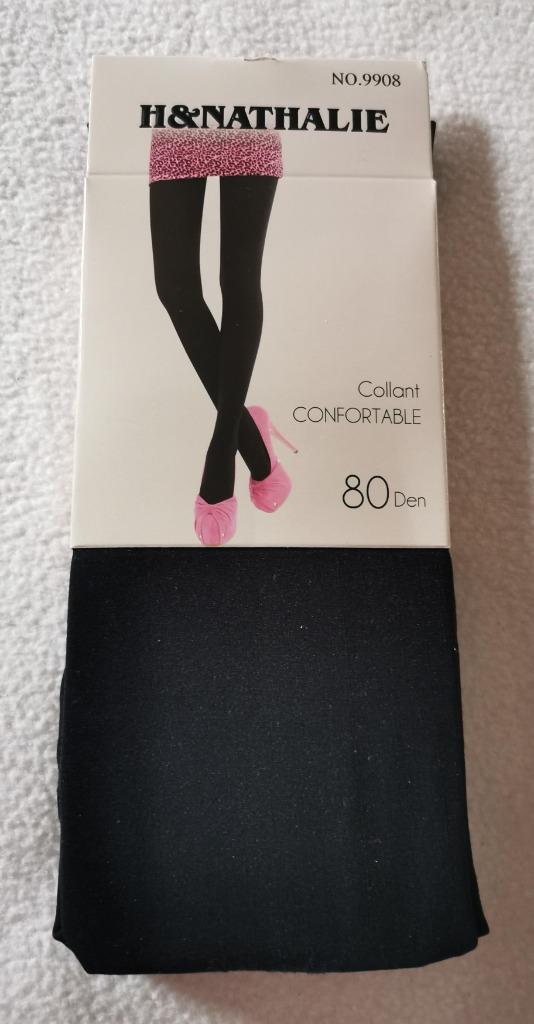 NO.9908
H&NATHALIE
Collant
CONFORTABLE
80 Den